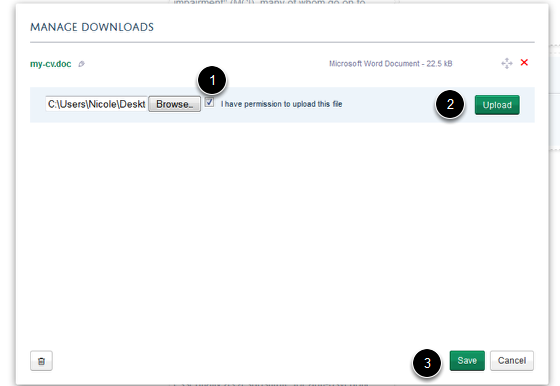 impairment" (MCI), many of whom go on to
MANAGE DOWNLOADS
my-cv.doc
Microsoft Word Document - 22.5 kB
1
C:\Users\Nicole\Deskt
Browse..
I have permission to upload this file
2
Upload
3
Save
Cancel